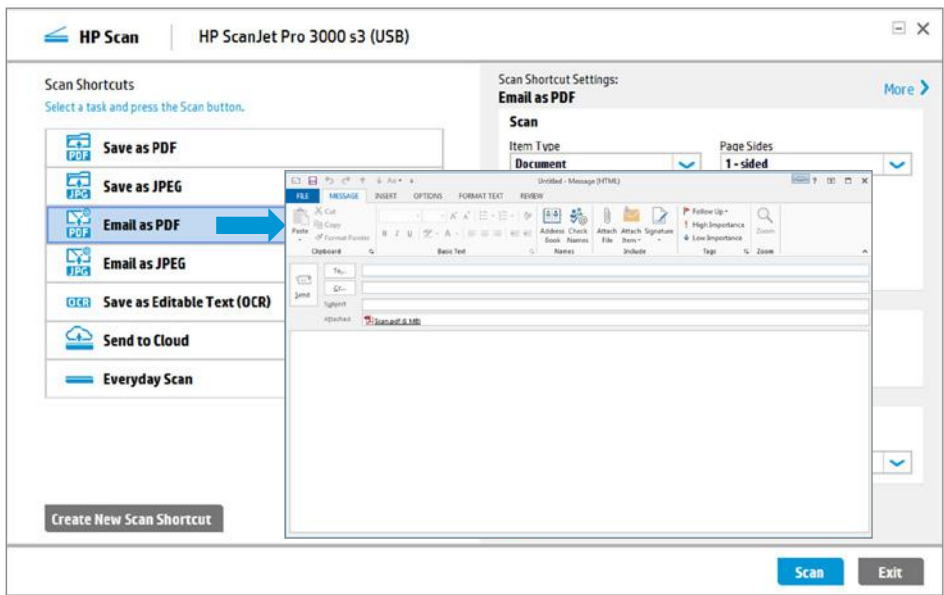 HP Scan HP ScanJet Pro 3000 s3 (USB)
Scan Shortcuts
Select a task and press the Scan button.
Save as PDF
Save as JPEG
Email as PDF
Email as JPEG
OCR Save as Editable Text (OCR)
Send to Cloud
Everyday Scan
Create New Scan Shortcut
Scan Shortcut Settings:
Email as PDF
More
Scan
Item Type Page Sides
Document 1 - sided
Untitled - Message (HTML)
FILE MESSAGE INSERT OPTIONS FORMAT TEXT REVIEW
Paste
Cut
Copy
Format Painter
Clipboard
B I U
Basic Text
Address Book
Check Names
Names
Attach File
Attach Item
Signature
Include
Follow Up
High Importance
Low Importance
Tags
Zoom
Zoom
Send
To...
Subject
Attached Scan.pdf
Scan Exit